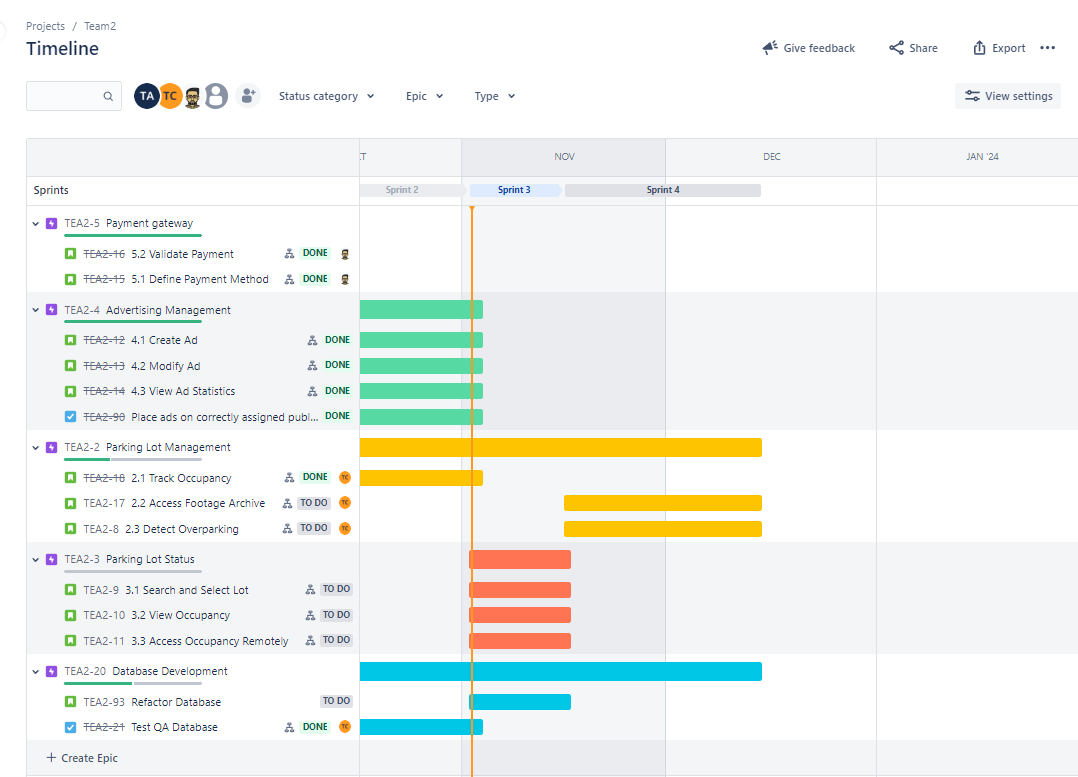 Projects / Team2
Timeline
Give feedback Share Export
TA TC Status category Epic Type View settings
T NOV DEC JAN '24
Sprints Sprint 2 Sprint 3 Sprint 4
TEA2-5 Payment gateway
TEA2-16 5.2 Validate Payment DONE
TEA2-15 5.1 Define Payment Method DONE
TEA2-4 Advertising Management
TEA2-12 4.1 Create Ad DONE
TEA2-13 4.2 Modify Ad DONE
TEA2-14 4.3 View Ad Statistics DONE
TEA2-90 Place ads on correctly assigned publ... DONE
TEA2-2 Parking Lot Management
TEA2-18 2.1 Track Occupancy DONE TC
TEA2-17 2.2 Access Footage Archive TO DO TC
TEA2-8 2.3 Detect Overparking TO DO TC
TEA2-3 Parking Lot Status
TEA2-9 3.1 Search and Select Lot TO DO
TEA2-10 3.2 View Occupancy TO DO
TEA2-11 3.3 Access Occupancy Remotely TO DO
TEA2-20 Database Development
TEA2-93 Refactor Database TO DO
TEA2-21 Test QA Database DONE TC
+ Create Epic